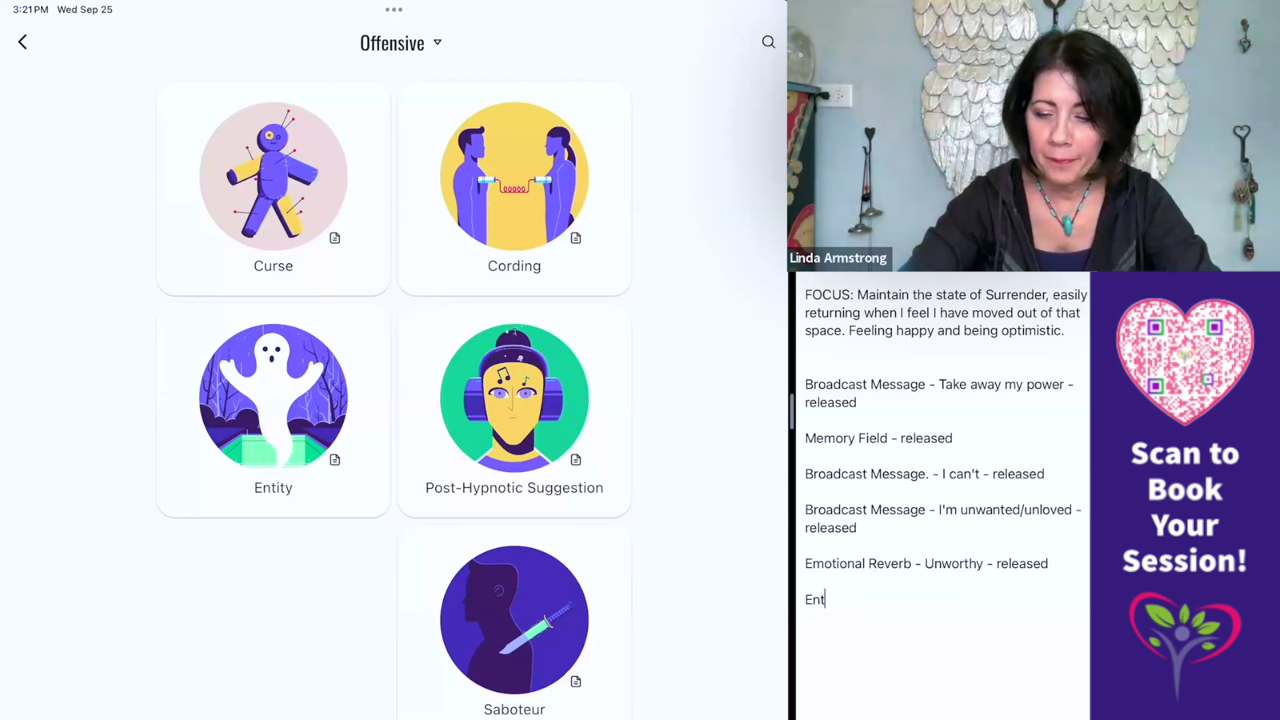 3:21PM Wed Sep 25
Offensive
Curse
Cording
Entity
Post-Hypnotic Suggestion
Saboteur
Linda Armstrong
FOCUS: Maintain the state of Surrender, easily
returning when I feel I have moved out of that
space. Feeling happy and being optimistic.
Broadcast Message - Take away my power -
released
Memory Field - released
Broadcast Message. - I can't - released
Broadcast Message - I'm unwanted/unloved -
released
Emotional Reverb - Unworthy - released
Ent
Scan to
Book
Your
Session!